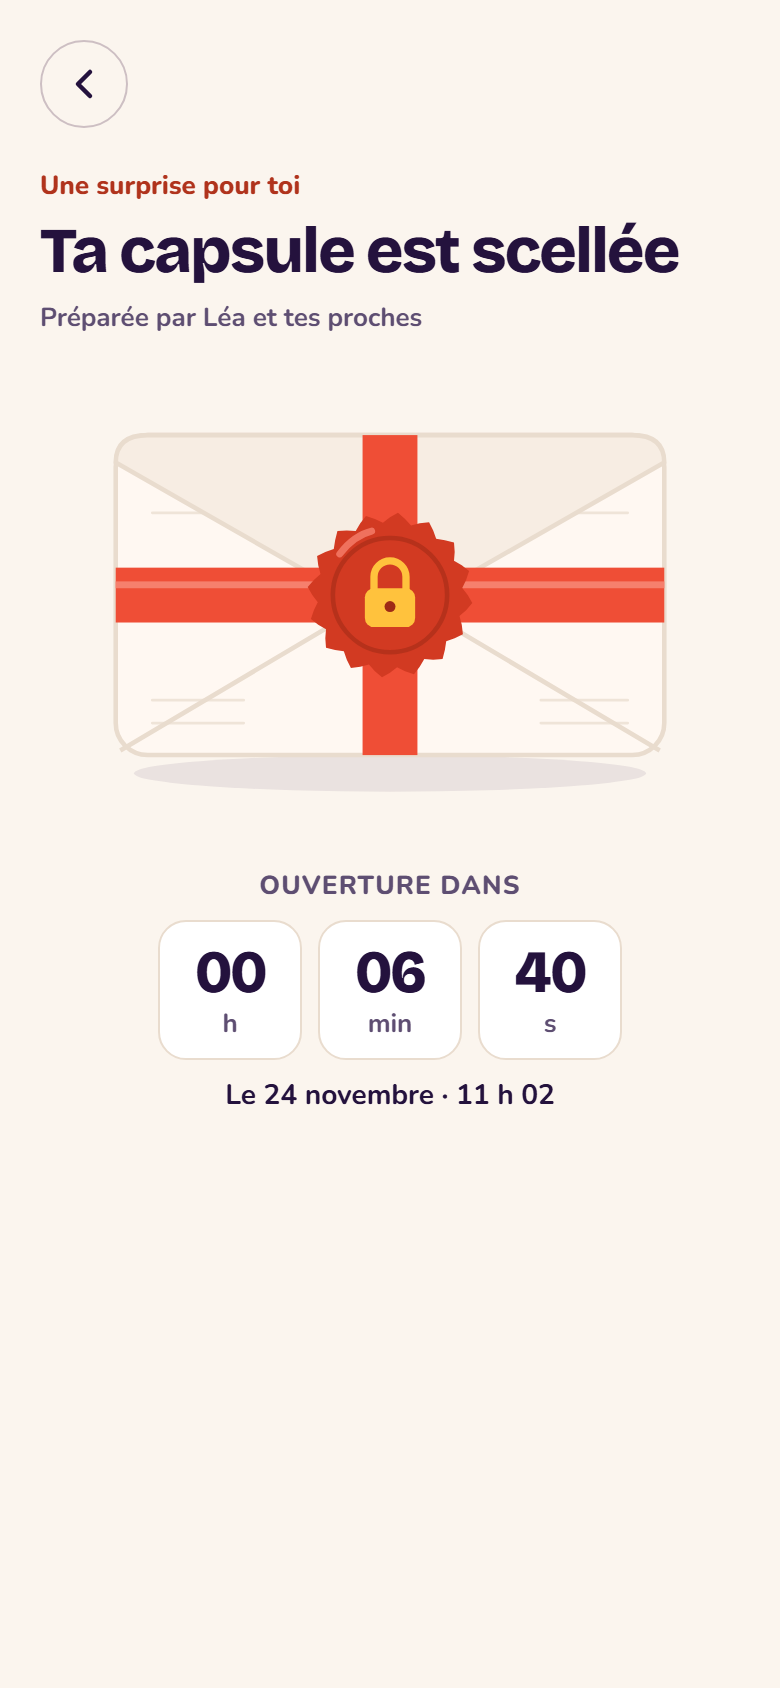 Une surprise pour toi
Ta capsule est scellée
Préparée par Léa et tes proches
OUVERTURE DANS
00 06 40
h min s
Le 24 novembre · 11 h 02